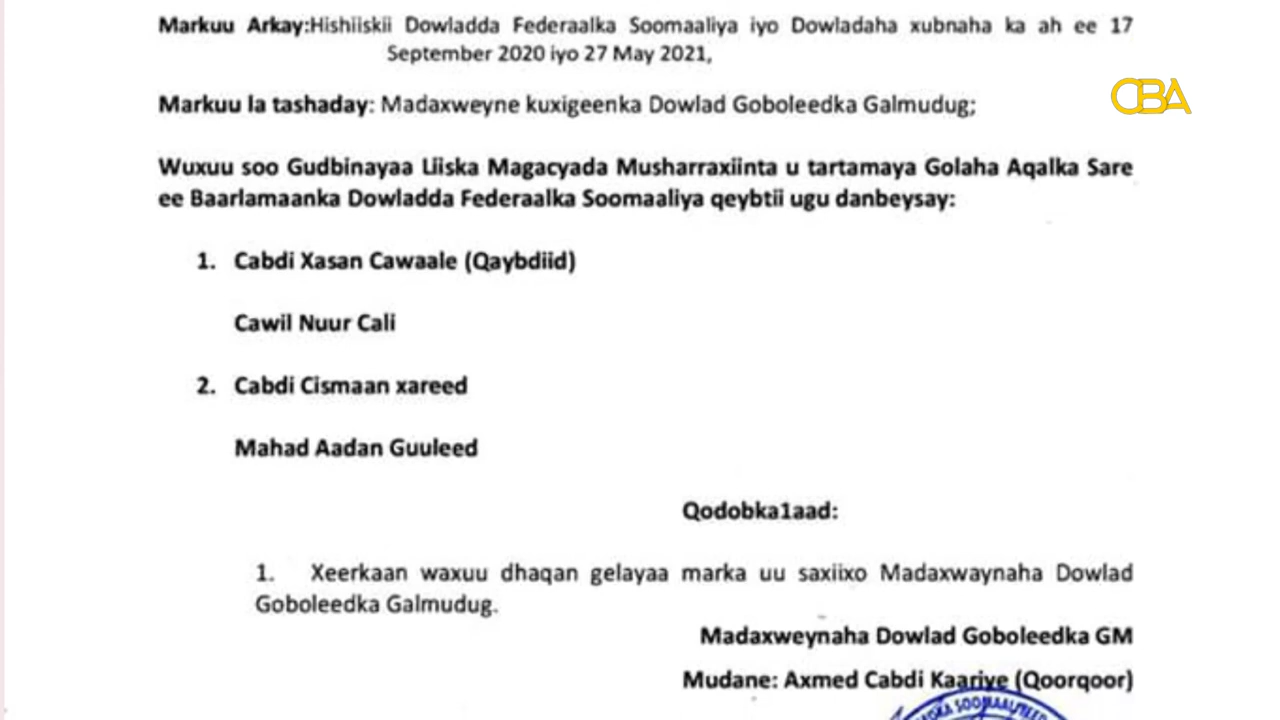 Markuu Arkay:Hishiiskii Dowladda Federaalka Soomaaliya iyo Dowladaha xubnaha ka ah ee 17
September 2020 iyo 27 May 2021,
CBA
Markuu la tashaday: Madaxweyne kuxigeenka Dowlad Goboleedka Galmudug;
Wuxuu soo Gudbinayaa Liiska Magacyada Musharraxiinta u tartamaya Golaha Aqalka Sare
ee Baarlamaanka Dowladda Federaalka Soomaaliya qeybtii ugu danbeysay:
1. Cabdi Xasan Cawaale (Qaybdiid)
Cawil Nuur Cali
2. Cabdi Cismaan xareed
Mahad Aadan Guuleed
Qodobka1aad:
1. Xeerkaan waxuu dhaqan gelayaa marka uu saxiixo Madaxwaynaha Dowlad
Goboleedka Galmudug.
Madaxweynaha Dowlad Goboleedka GM
Mudane: Axmed Cabdi Kaariye (Qoorqoor)